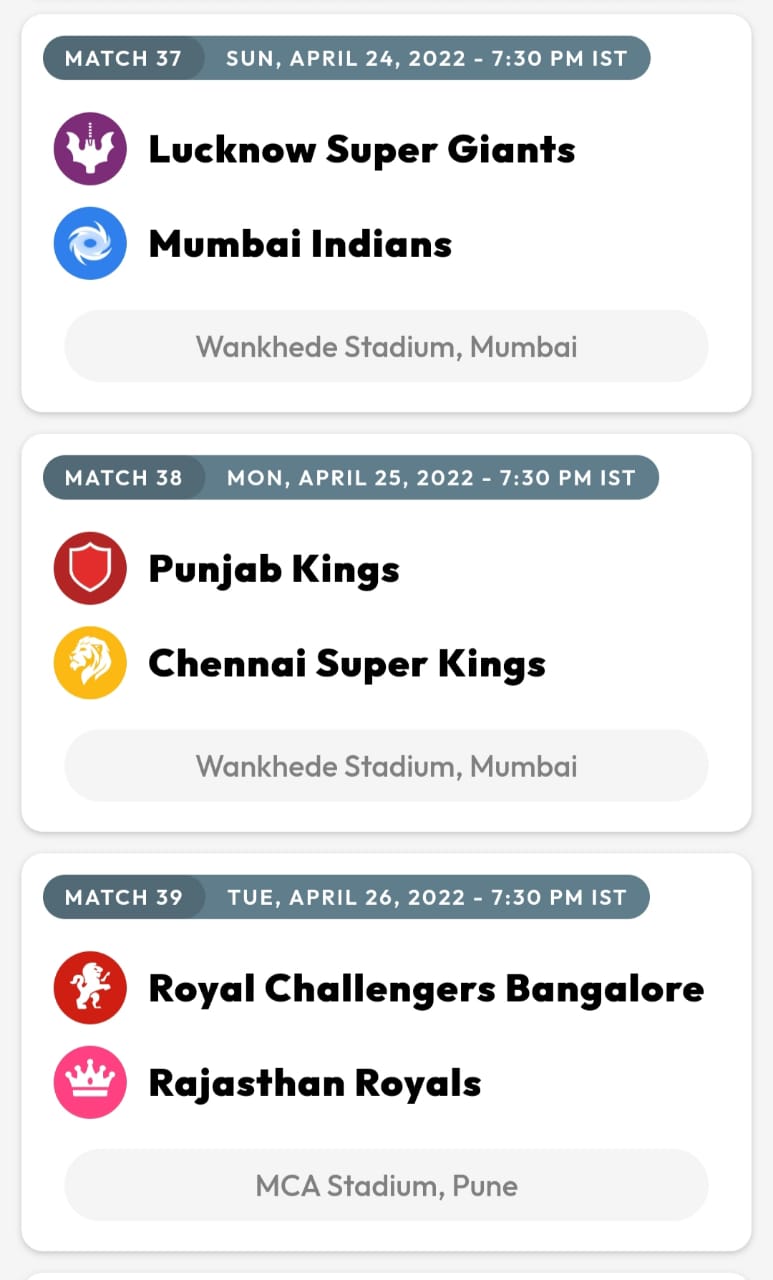 MATCH 37 SUN, APRIL 24, 2022 - 7:30 PM IST
Lucknow Super Giants
Mumbai Indians
Wankhede Stadium, Mumbai
MATCH 38 MON, APRIL 25, 2022 - 7:30 PM IST
Punjab Kings
Chennai Super Kings
Wankhede Stadium, Mumbai
MATCH 39 TUE, APRIL 26, 2022 - 7:30 PM IST
Royal Challengers Bangalore
Rajasthan Royals
MCA Stadium, Pune